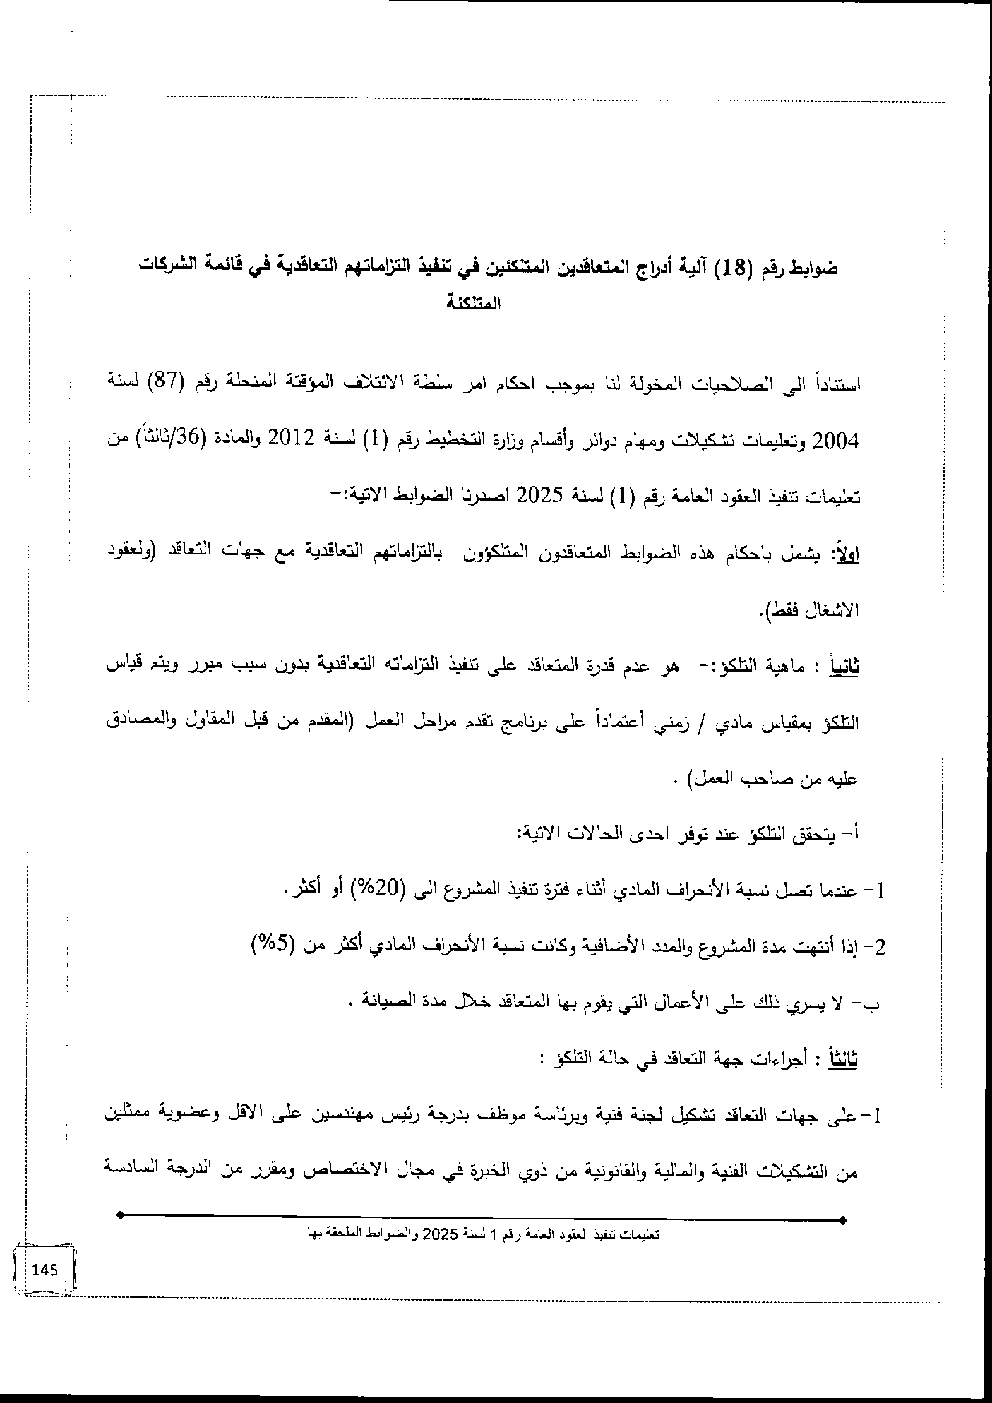 ضوابط رقم (18) آلية أدراج المتعاقدين المتلكئين في تنفيذ التزاماتهم التعاقدية في قائمة الشركات
المتلكئة
استناداً الى الصلاحيات المخولة لنا بموجب احكام امر سلطة الائتلاف المؤقتة المنحلة رقم (87) لسنة
2004 وتعليمات تشكيلات ومهام دوائر وأقسام وزارة التخطيط رقم (1) لسنة 2012 والمادة (36/ثالثاً) من
تعليمات تنفيذ العقود العامة رقم (1) لسنة 2025 اصدرنا الضوابط الاتية:-
اولاً: يشمل باحكام هذه الضوابط المتعاقدون المتلكؤون بالتزاماتهم التعاقدية مع جهات التعاقد (ولعقود
الاشغال فقط).
ثانياً : ماهية التلكؤ:- هو عدم قدرة المتعاقد على تنفيذ التزاماته التعاقدية بدون سبب مبرر ويتم قياس
التلكؤ بمقياس مادي / زمني أعتماداً على برنامج تقدم مراحل العمل (المقدم من قبل المقاول والمصادق
عليه من صاحب العمل) .
أ- يتحقق التلكؤ عند توفر احدى الحالات الاتية:
1- عندما تصل نسبة الأنحراف المادي أثناء فترة تنفيذ المشروع الى (20%) أو أكثر.
2- إذا أنتهت مدة المشروع والمدد الأضافية وكانت نسبة الأنحراف المادي أكثر من (5%)
ب- لا يسري ذلك على الأعمال التي يقوم بها المتعاقد خلال مدة الصيانة .
ثالثاً : أجراءات جهة التعاقد في حالة التلكؤ :
1- على جهات التعاقد تشكيل لجنة فنية وبرئاسة موظف بدرجة رئيس مهندسين على الاقل وعضوية ممثلين
من التشكيلات الفنية والمالية والقانونية من ذوي الخبرة في مجال الاختصاص ومقرر من الدرجة السادسة
تعليمات تنفيذ العقود العامة رقم 1 لسنة 2025 والضوابط الملحقة بها
145